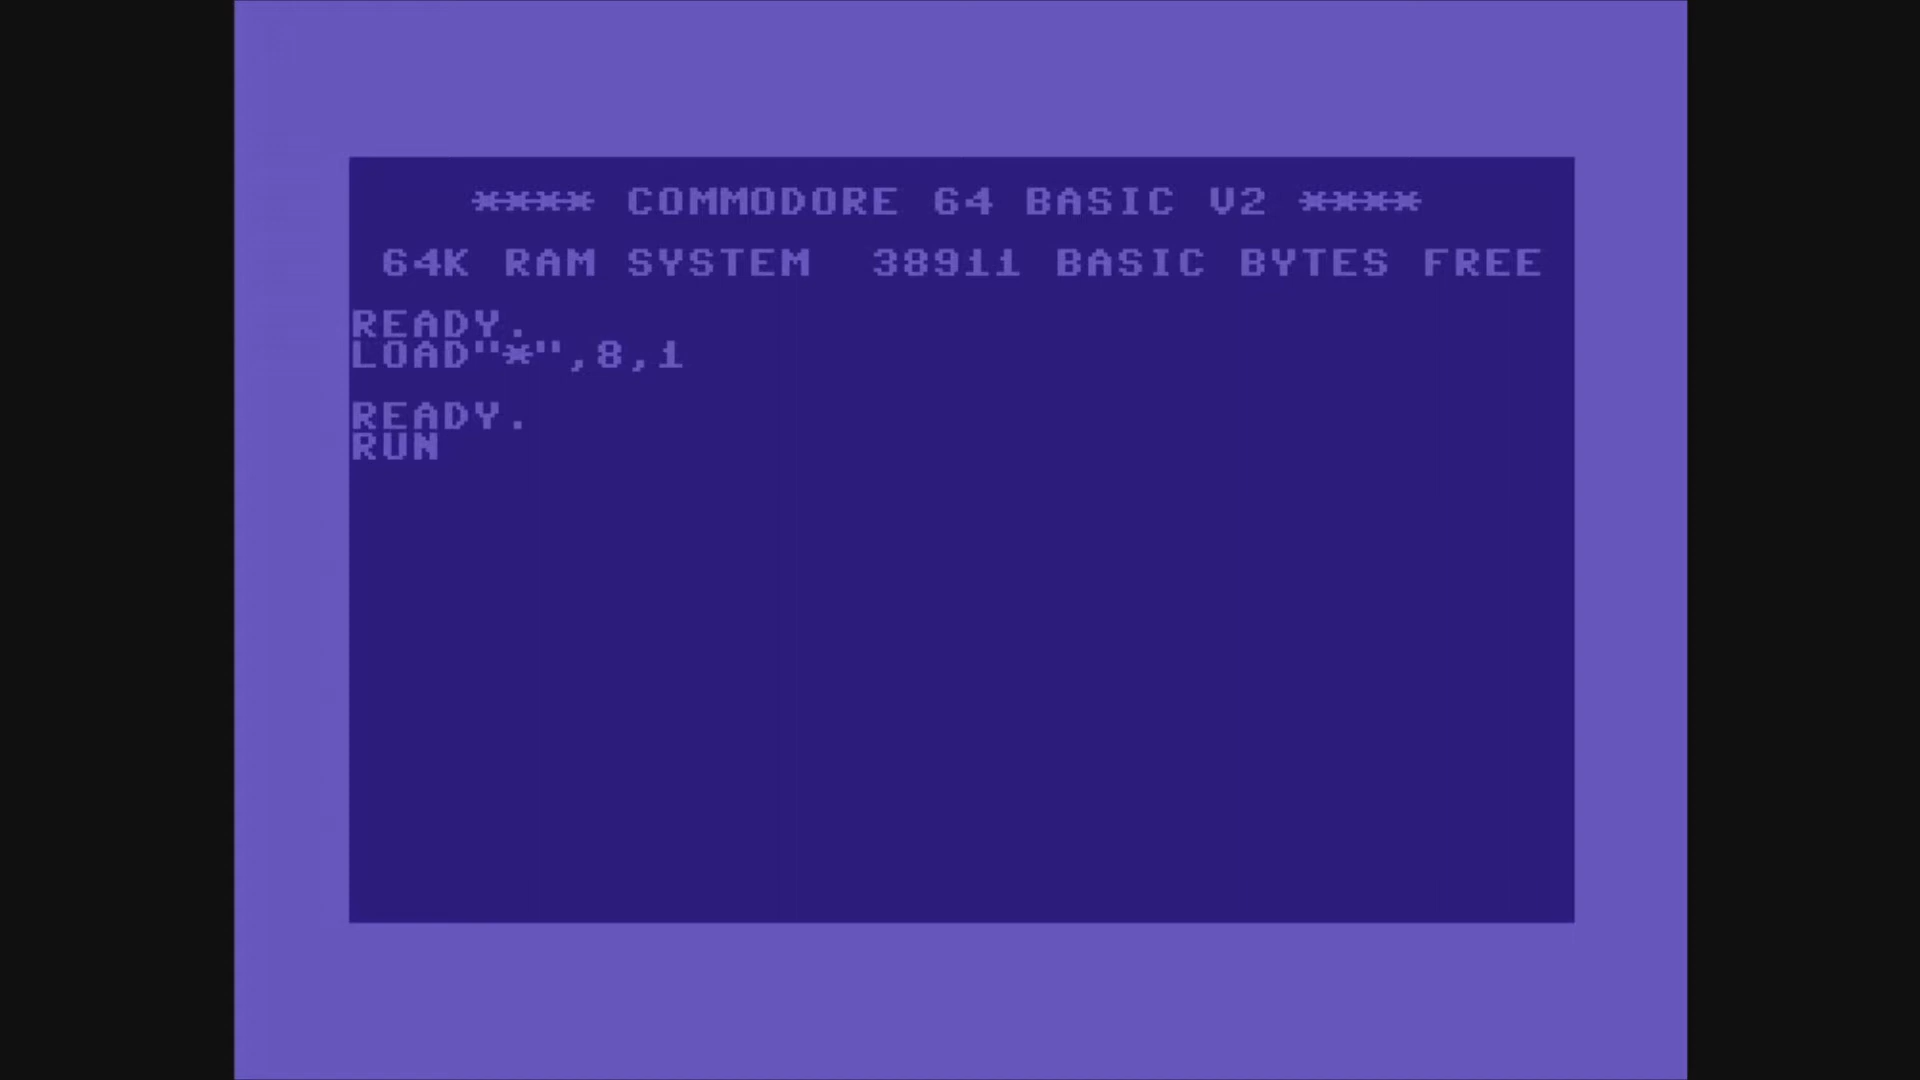 **** COMMODORE 64 BASIC V2 ****
64K RAM SYSTEM  38911 BASIC BYTES FREE
READY.
LOAD"*",8,1
READY.
RUN